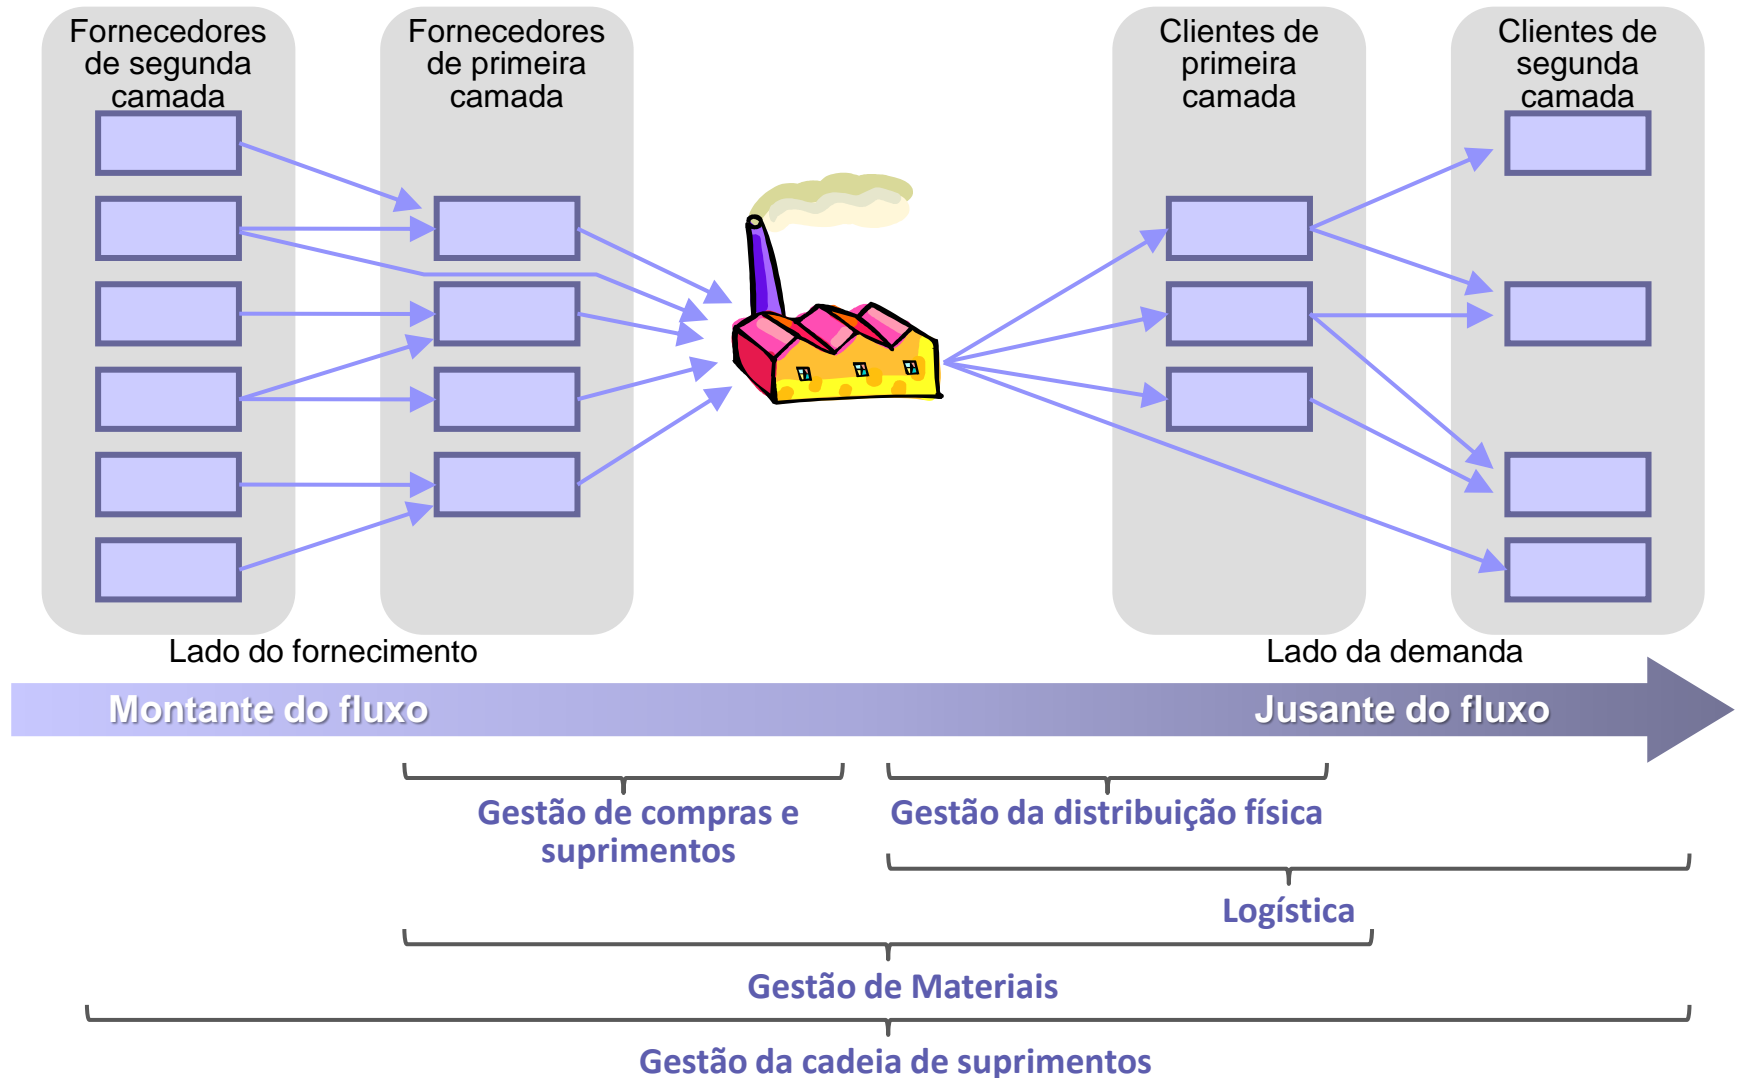 Fornecedores
de segunda
camada
Fornecedores
de primeira
camada
Clientes de
primeira
camada
Clientes de
segunda
camada
Lado do fornecimento
Lado da demanda
Montante do fluxo
Jusante do fluxo
Gestão de compras e
suprimentos
Gestão da distribuição física
Logística
Gestão de Materiais
Gestão da cadeia de suprimentos